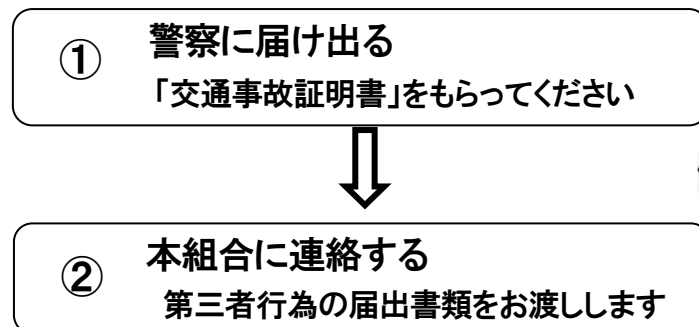 ① 警察に届け出る
「交通事故証明書」をもらってください
② 本組合に連絡する
第三者行為の届出書類をお渡しします